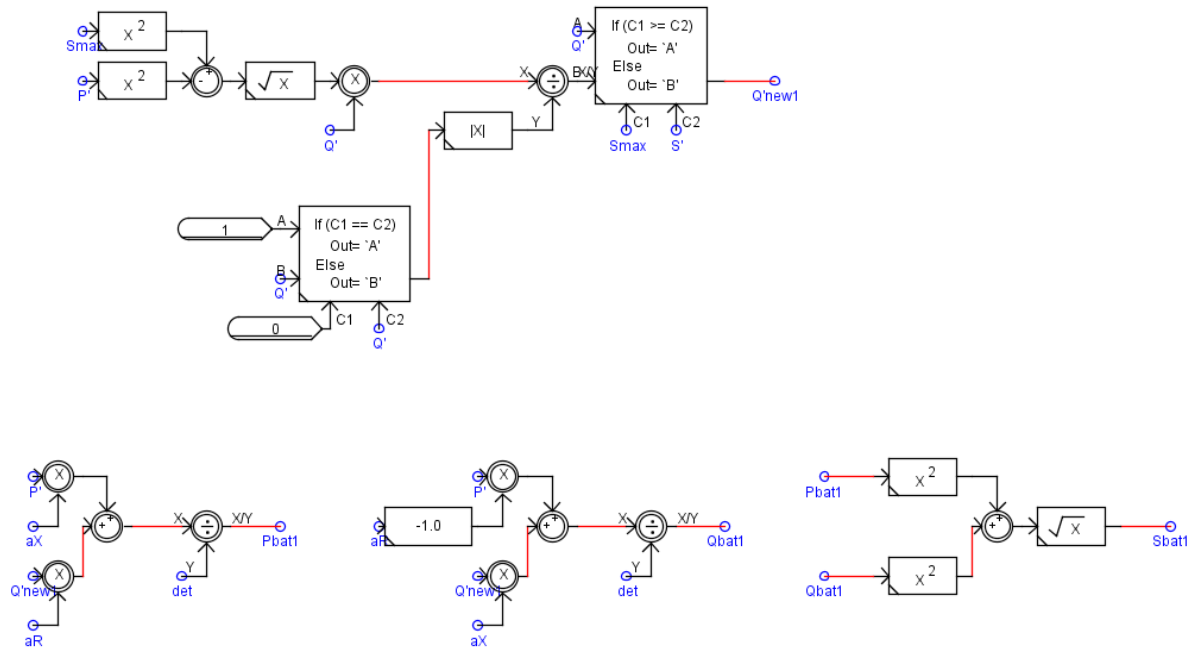 Smax
X 2
P'
X 2
+
-
√X
X
Q'
X
÷
Y
|X|
B X/Y
A
Q'
If (C1 >= C2)
Out= `A'
Else
Out= `B'
C1
C2
Smax
S'
Q'new1
1
A
B
Q'
If (C1 == C2)
Out= `A'
Else
Out= `B'
0
C1
C2
Q'
P'
X
aX
+
+
Q'new1
X
aR
X
÷
X/Y
Y
det
Pbat1
P'
X
aR
-1.0
+
+
Q'new1
X
aX
X
÷
X/Y
Y
det
Qbat1
Pbat1
X 2
+
+
√X
Sbat1
Qbat1
X 2